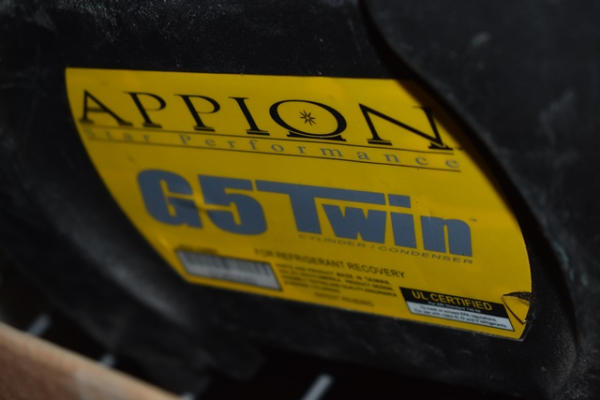 APPION
Star Performance
G5Twin
CYLINDER / CONDENSER
FOR REFRIGERANT RECOVERY
UL CERTIFIED